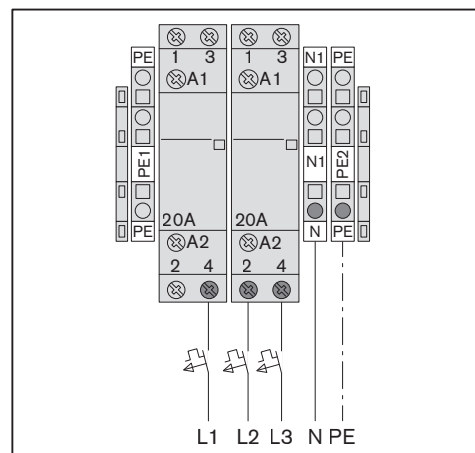 PE 1 3 1 3 N1 PE
A1 A1
PE1 N1 PE2
20A 20A
A2 A2
PE 2 4 2 4 N PE
L1 L2 L3 N PE